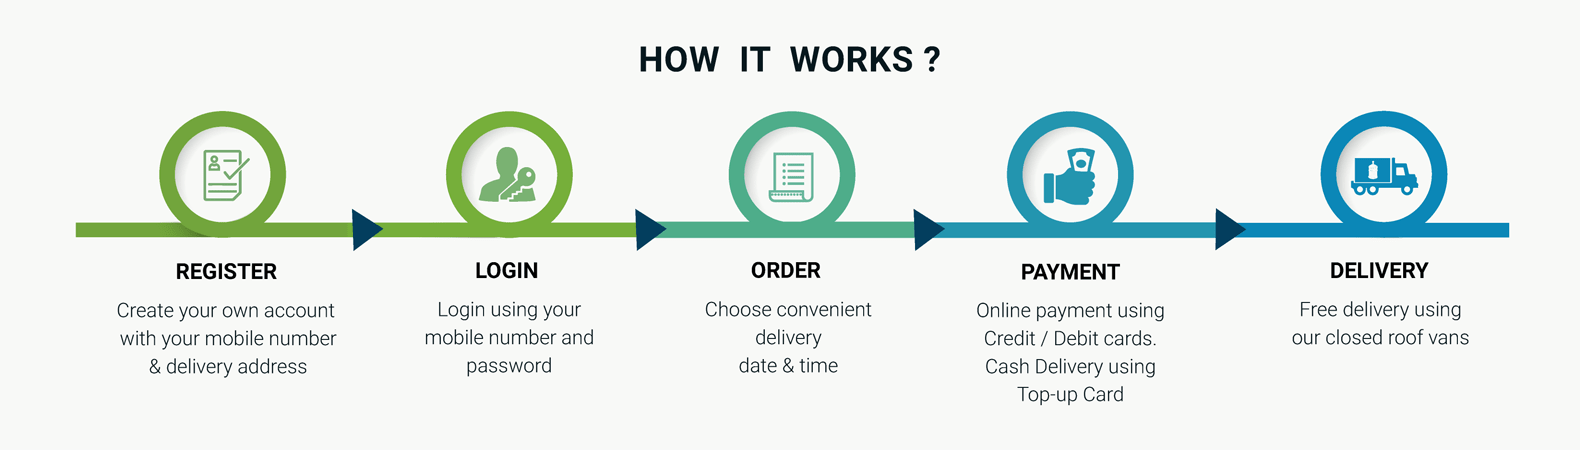 HOW IT WORKS ?
REGISTER
Create your own account
with your mobile number
& delivery address
LOGIN
Login using your
mobile number and
password
ORDER
Choose convenient
delivery
date & time
PAYMENT
Online payment using
Credit / Debit cards.
Cash Delivery using
Top-up Card
DELIVERY
Free delivery using
our closed roof vans